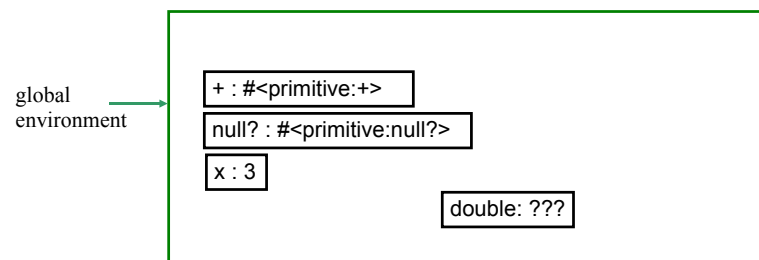 global
environment
+ : #<primitive:+>
null? : #<primitive:null?>
x : 3
double: ???